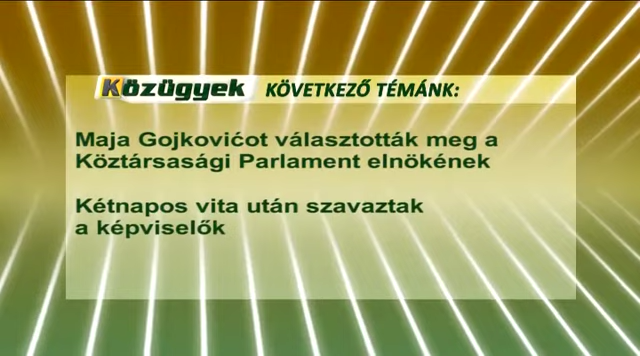 Közügyek KÖVETKEZŐ TÉMÁNK:
Maja Gojkovićot választották meg a
Köztársasági Parlament elnökének
Kétnapos vita után szavaztak
a képviselők